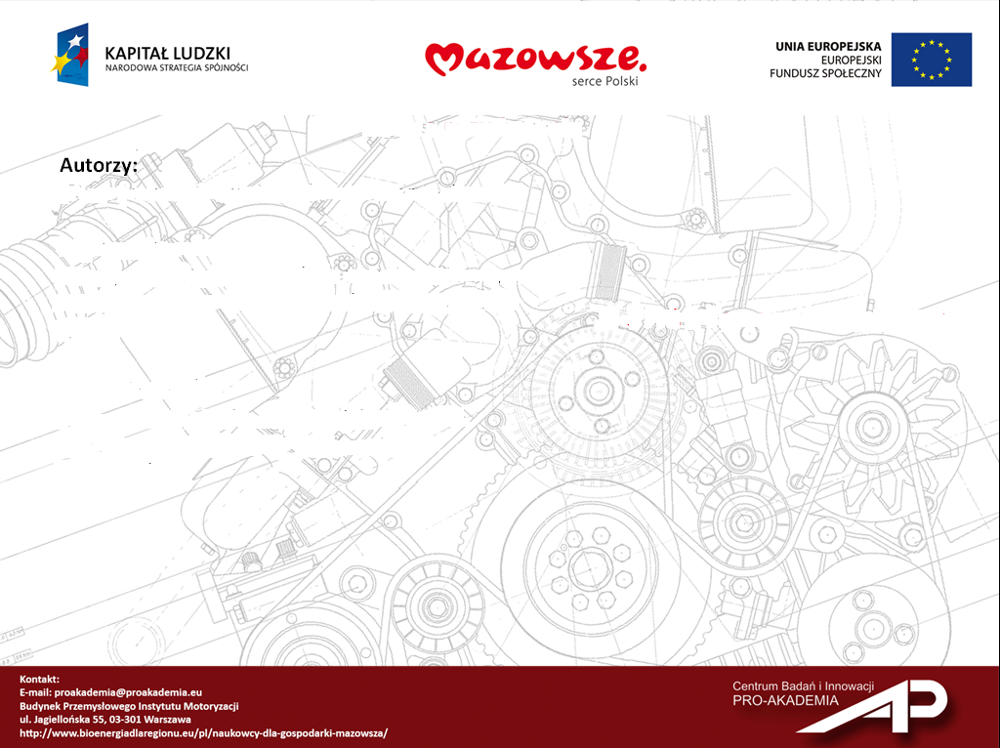 KAPITAŁ LUDZKI
NARODOWA STRATEGIA SPÓJNOŚCI
mazowsze.
serce Polski
UNIA EUROPEJSKA
EUROPEJSKI
FUNDUSZ SPOŁECZNY
Autorzy:
Kontakt:
E-mail: proakademia@proakademia.eu
Budynek Przemysłowego Instytutu Motoryzacji
ul. Jagiellońska 55, 03-301 Warszawa
http://www.bioenergiadlaregionu.eu/pl/naukowcy-dla-gospodarki-mazowsza/
Centrum Badań i Innowacji
PRO-AKADEMIA
AP